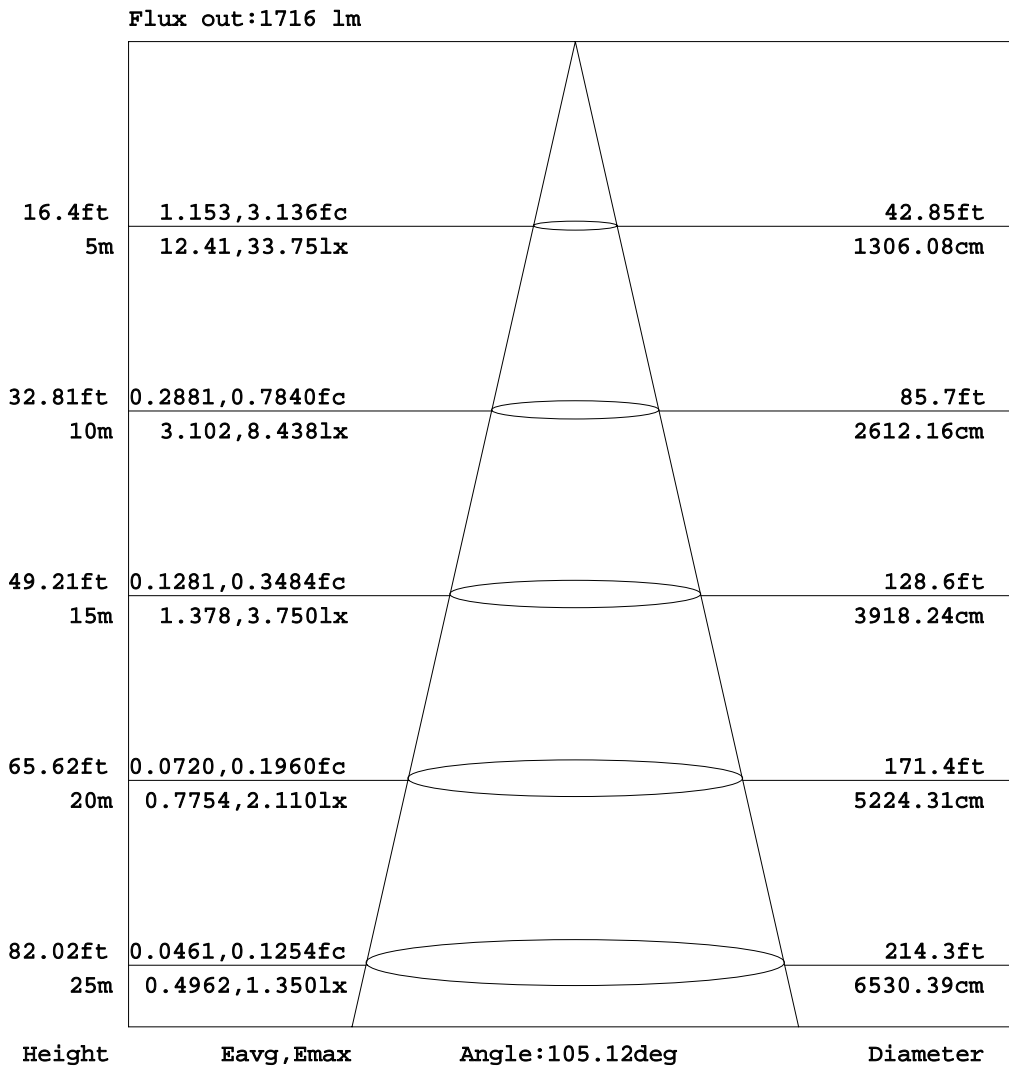 Flux out:1716 lm
16.4ft 1.153,3.136fc 42.85ft
5m 12.41,33.75lx 1306.08cm
32.81ft 0.2881,0.7840fc 85.7ft
10m 3.102,8.438lx 2612.16cm
49.21ft 0.1281,0.3484fc 128.6ft
15m 1.378,3.750lx 3918.24cm
65.62ft 0.0720,0.1960fc 171.4ft
20m 0.7754,2.110lx 5224.31cm
82.02ft 0.0461,0.1254fc 214.3ft
25m 0.4962,1.350lx 6530.39cm
Height Eavg,Emax Angle:105.12deg Diameter